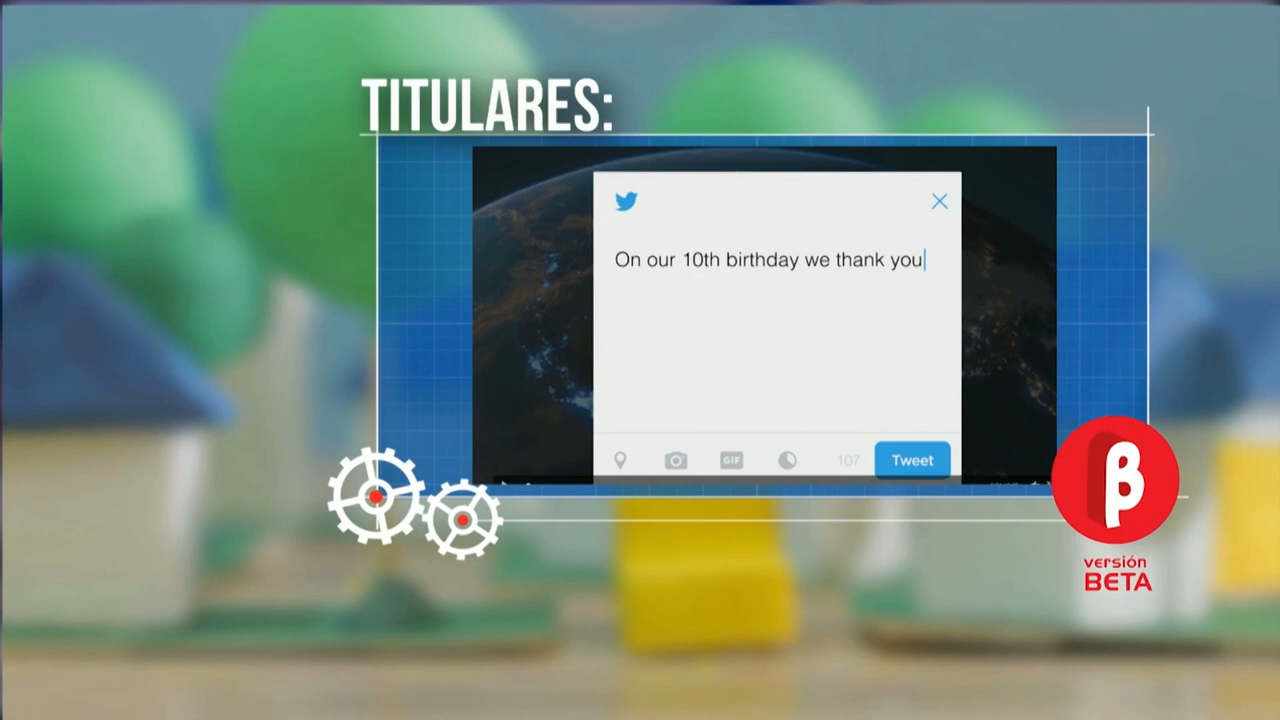 TITULARES:
On our 10th birthday we thank you
GIF
107
Tweet
β
versión
BETA